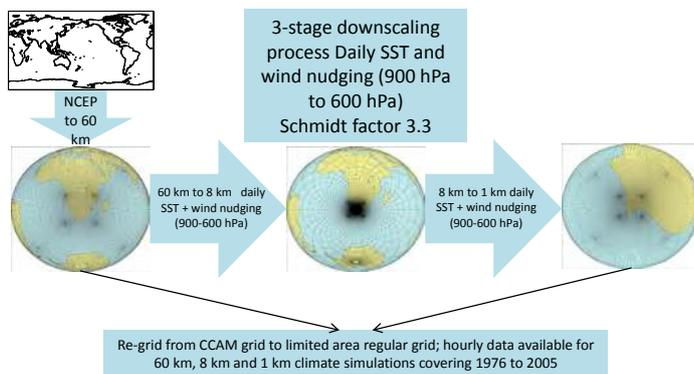 3-stage downscaling
process Daily SST and
wind nudging (900 hPa
to 600 hPa)
Schmidt factor 3.3
NCEP
to 60
km
60 km to 8 km daily
SST + wind nudging
(900-600 hPa)
8 km to 1 km daily
SST + wind nudging
(900-600 hPa)
Re-grid from CCAM grid to limited area regular grid; hourly data available for
60 km, 8 km and 1 km climate simulations covering 1976 to 2005